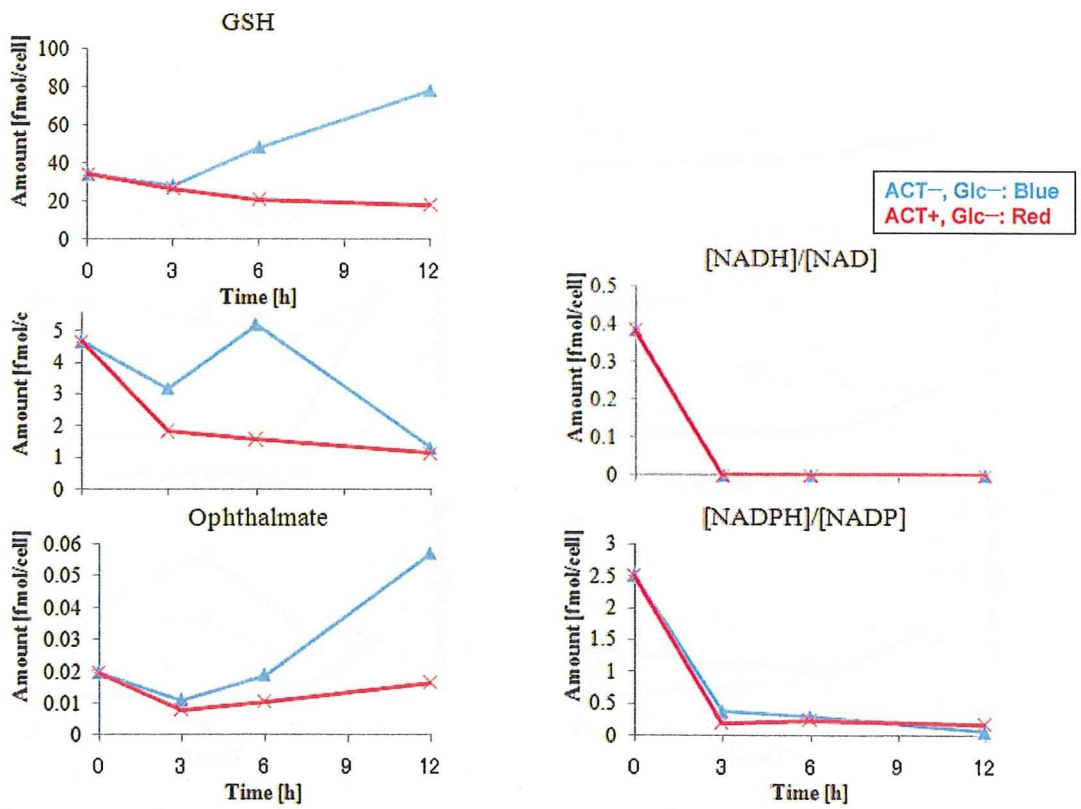 GSH
Amount [fmol/cell]
100
80
60
40
20
0
0 3 6 9 12
Time [h]
Amount [fmol/c
5
4
3
2
1
0
Ophthalmate
Amount [fmol/cell]
0.06
0.05
0.04
0.03
0.02
0.01
0
0 3 6 9 12
Time [h]
ACT−, Glc−: Blue
ACT+, Glc−: Red
[NADH]/[NAD]
Amount [fmol/cell]
0.5
0.4
0.3
0.2
0.1
0
[NADPH]/[NADP]
Amount [fmol/cell]
3
2.5
2
1.5
1
0.5
0
0 3 6 9 12
Time [h]